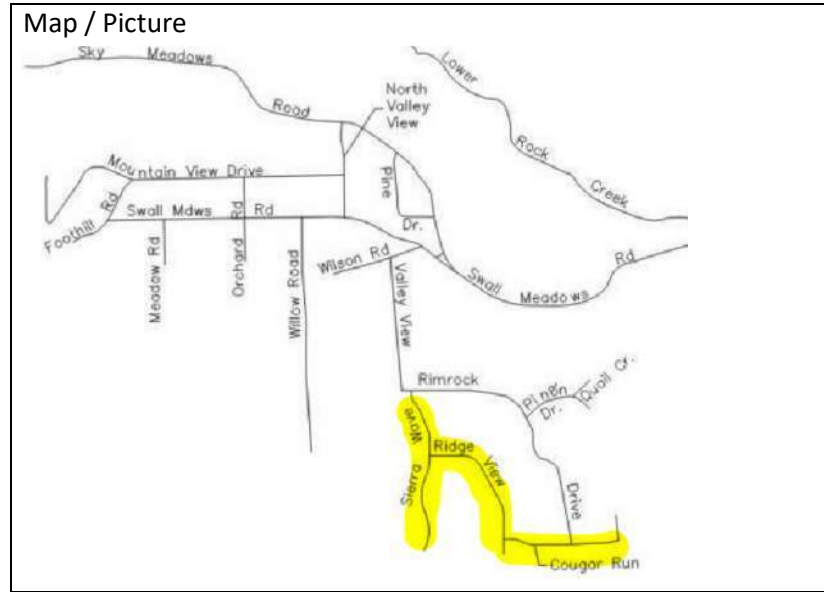 Map / Picture
Sky Meadows Road
Lower Rock Creek
North
Valley
View
Mountain View Drive
Pine Dr.
Foothill Rd
Swall Mdws Rd
Meadow Rd
Orchard Rd
Willow Road
Wilson Rd
Valley View
Swall Meadows Rd
Rimrock Drive
Pinon Dr.
Quail Cr.
Sierra Wave
Ridge View
Cougar Run